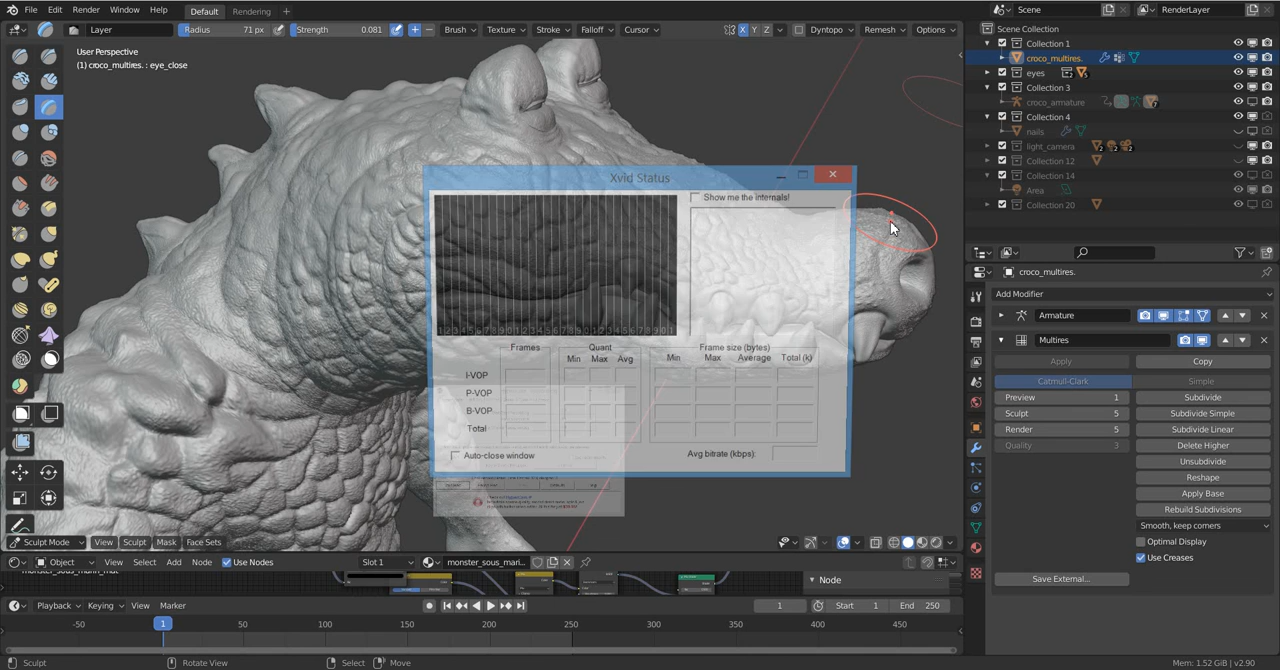 File Edit Render Window Help Default Rendering + Scene RenderLayer
Layer Radius 71 px Strength 0.081 + − Brush Texture Stroke Falloff Cursor X Y Z Dyntopo Remesh Options
User Perspective
(1) croco_multires. : eye_close
Scene Collection
Collection 1
croco_multires.
eyes
Collection 3
croco_armature
Collection 4
nails
light_camera
Collection 12
Collection 14
Area
Collection 20
Xvid Status
Show me the internals!
Frames Quant Frame size (bytes)
Min Max Avg Min Max Average Total (k)
I-VOP
P-VOP
B-VOP
Total
Auto-close window Avg bitrate (kbps):
croco_multires.
Add Modifier
Armature
Multires
Apply Copy
Catmull-Clark Simple
Preview 1 Subdivide
Sculpt 5 Subdivide Simple
Render 5 Subdivide Linear
Quality 3 Delete Higher
Unsubdivide
Reshape
Apply Base
Rebuild Subdivisions
Smooth, keep corners
Optimal Display
Use Creases
Save External...
Sculpt Mode View Sculpt Mask Face Sets
Object View Select Add Node Use Nodes Slot 1 monster_sous_mari...
Node
Playback Keying View Marker 1 Start 1 End 250
-50 1 50 100 150 200 250 300 350 400 450
Sculpt Rotate View Select Move Mem: 1.52 GiB | v2.90